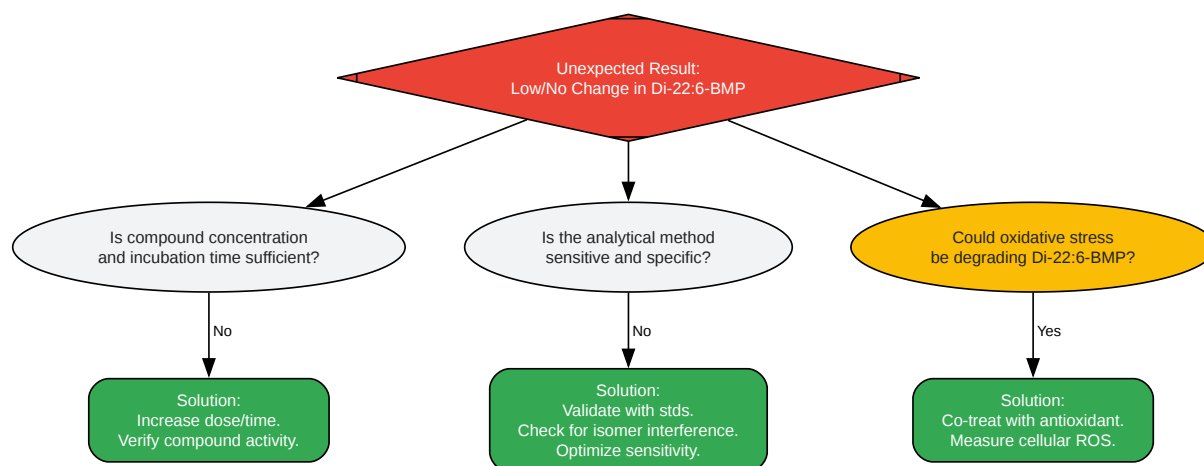 Unexpected Result:
Low/No Change in Di-22:6-BMP
Is compound concentration
and incubation time sufficient?
Is the analytical method
sensitive and specific?
Could oxidative stress
be degrading Di-22:6-BMP?
No
No
Yes
Solution:
Increase dose/time.
Verify compound activity.
Solution:
Validate with stds.
Check for isomer interference.
Optimize sensitivity.
Solution:
Co-treat with antioxidant.
Measure cellular ROS.